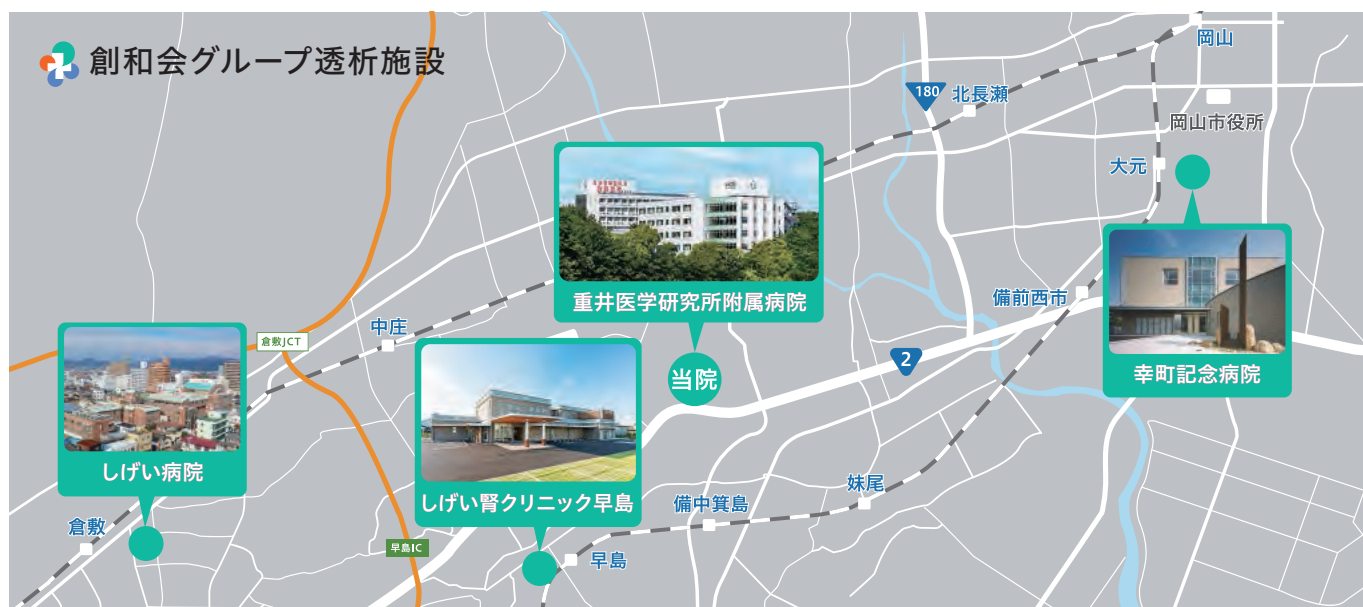 創和会グループ透析施設
岡山
180
北長瀬
岡山市役所
大元
重井医学研究所附属病院
備前西市
幸町記念病院
中庄
倉敷JCT
2
当院
しげい病院
しげい腎クリニック早島
倉敷
早島IC
早島
備中箕島
妹尾